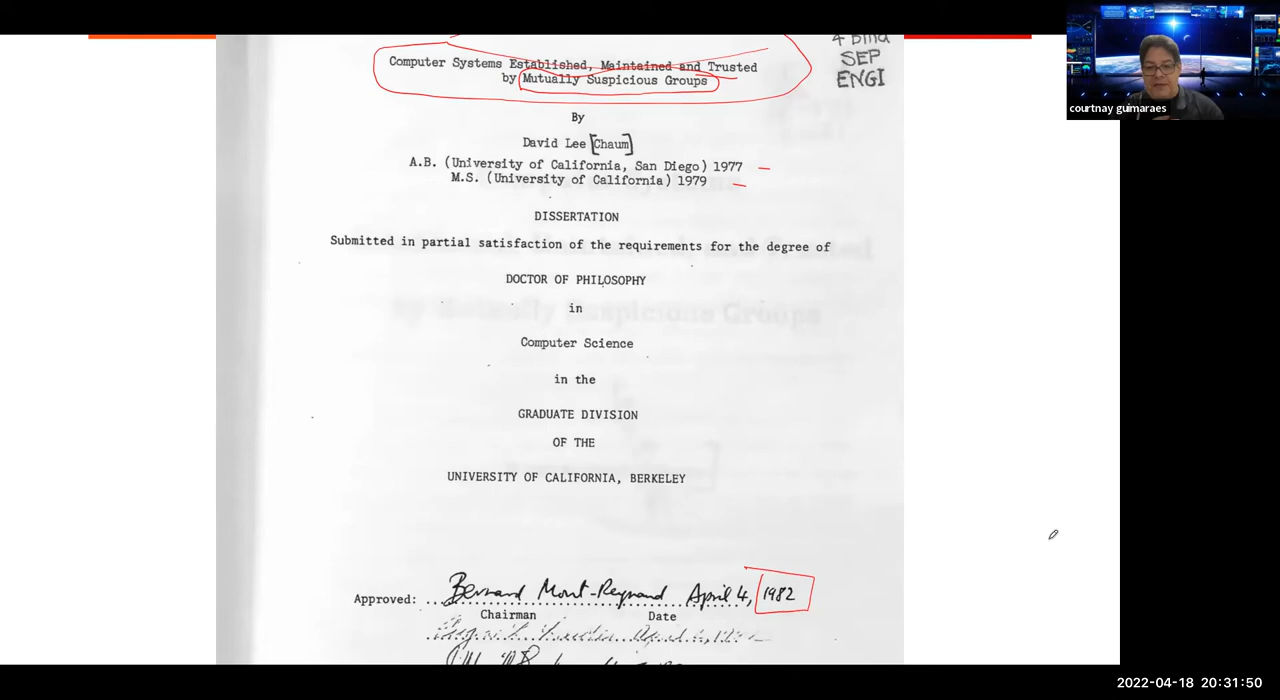 4 Bind
SEP
ENGI
courtnay guimaraes
Computer Systems Established, Maintained and Trusted
by Mutually Suspicious Groups
By
David Lee [Chaum]
A.B. (University of California, San Diego) 1977
M.S. (University of California) 1979
DISSERTATION
Submitted in partial satisfaction of the requirements for the degree of
DOCTOR OF PHILOSOPHY
in
Computer Science
in the
GRADUATE DIVISION
OF THE
UNIVERSITY OF CALIFORNIA, BERKELEY
Approved: Bernard Mont-Reynaud April 4, 1982
Chairman Date
2022-04-18 20:31:50